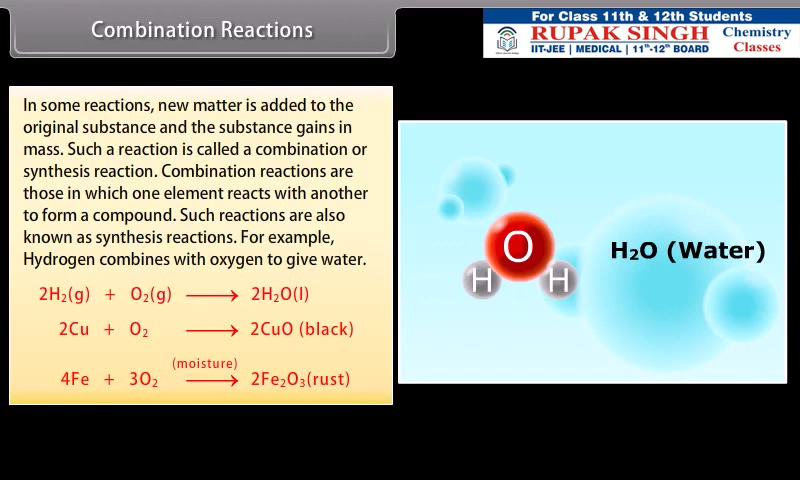 Combination Reactions
For Class 11th & 12th Students
RUPAK SINGH
IIT-JEE | MEDICAL | 11th-12th BOARD
Chemistry
Classes
In some reactions, new matter is added to the
original substance and the substance gains in
mass. Such a reaction is called a combination or
synthesis reaction. Combination reactions are
those in which one element reacts with another
to form a compound. Such reactions are also
known as synthesis reactions. For example,
Hydrogen combines with oxygen to give water.
2H₂(g) + O₂(g) ⟶ 2H₂O(l)
2Cu + O₂ ⟶ 2CuO (black)
(moisture)
4Fe + 3O₂ ⟶ 2Fe₂O₃(rust)
O
H H
H₂O (Water)